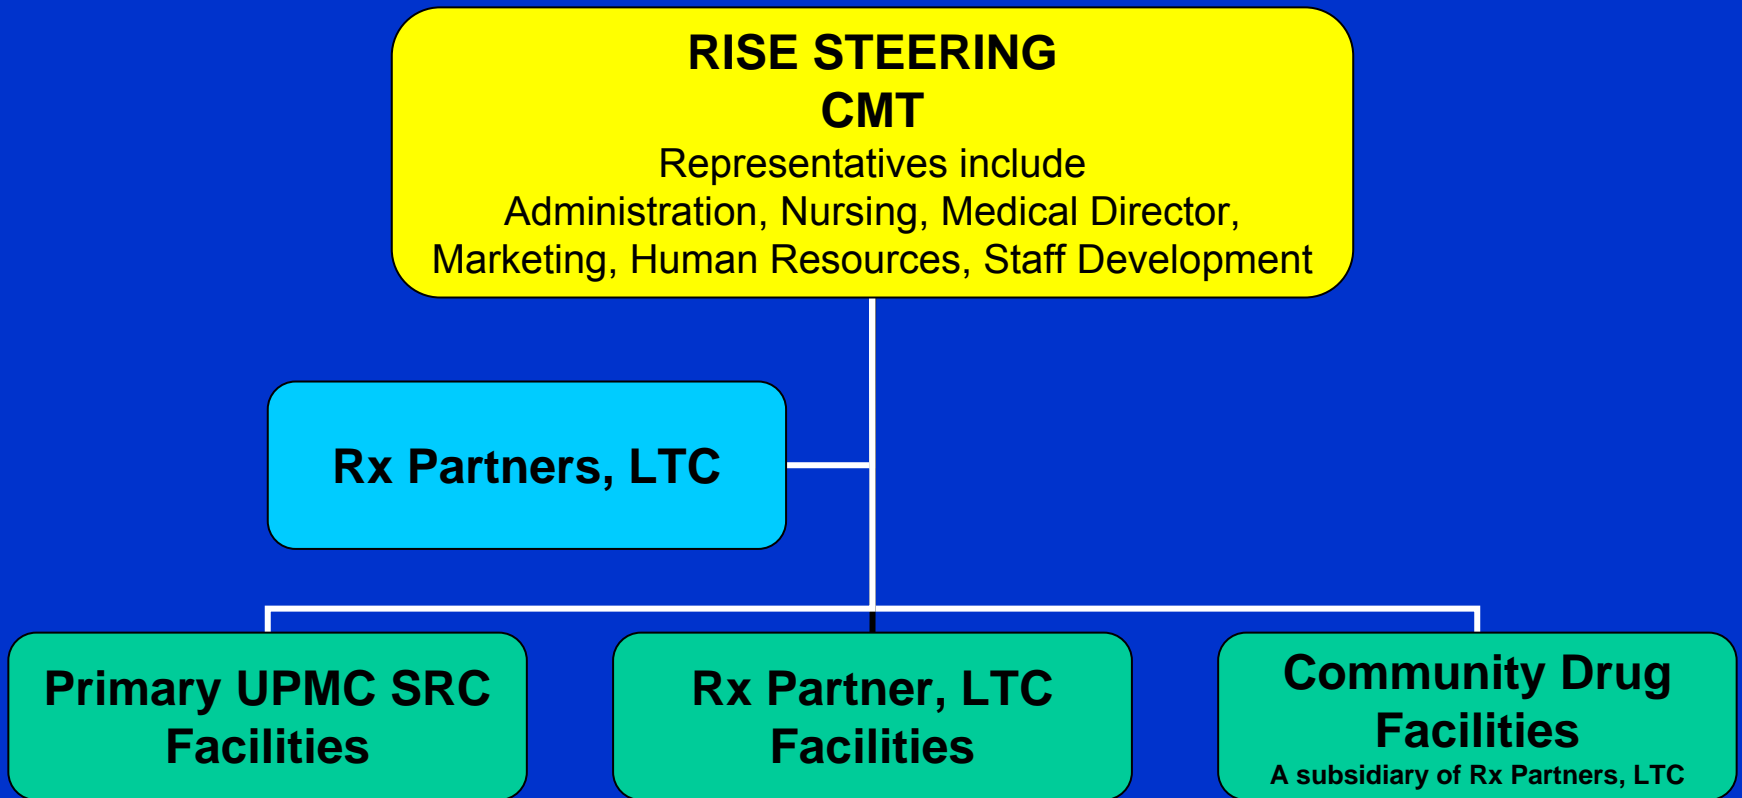 RISE STEERING
CMT
Representatives include
Administration, Nursing, Medical Director,
Marketing, Human Resources, Staff Development
Rx Partners, LTC
Primary UPMC SRC
Facilities
Rx Partner, LTC
Facilities
Community Drug
Facilities
A subsidiary of Rx Partners, LTC